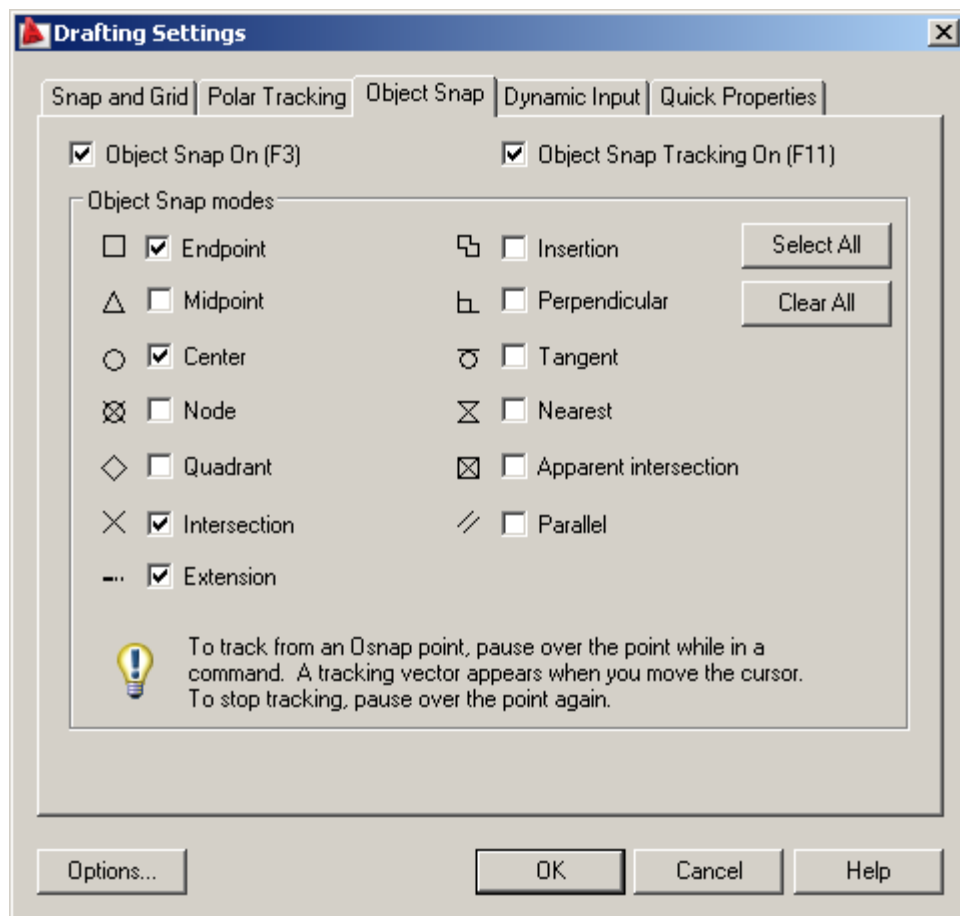 Drafting Settings
Snap and Grid Polar Tracking Object Snap Dynamic Input Quick Properties
Object Snap On (F3) Object Snap Tracking On (F11)
Object Snap modes
Endpoint Insertion Select All
Midpoint Perpendicular Clear All
Center Tangent
Node Nearest
Quadrant Apparent intersection
Intersection Parallel
Extension
To track from an Osnap point, pause over the point while in a
command. A tracking vector appears when you move the cursor.
To stop tracking, pause over the point again.
Options... OK Cancel Help